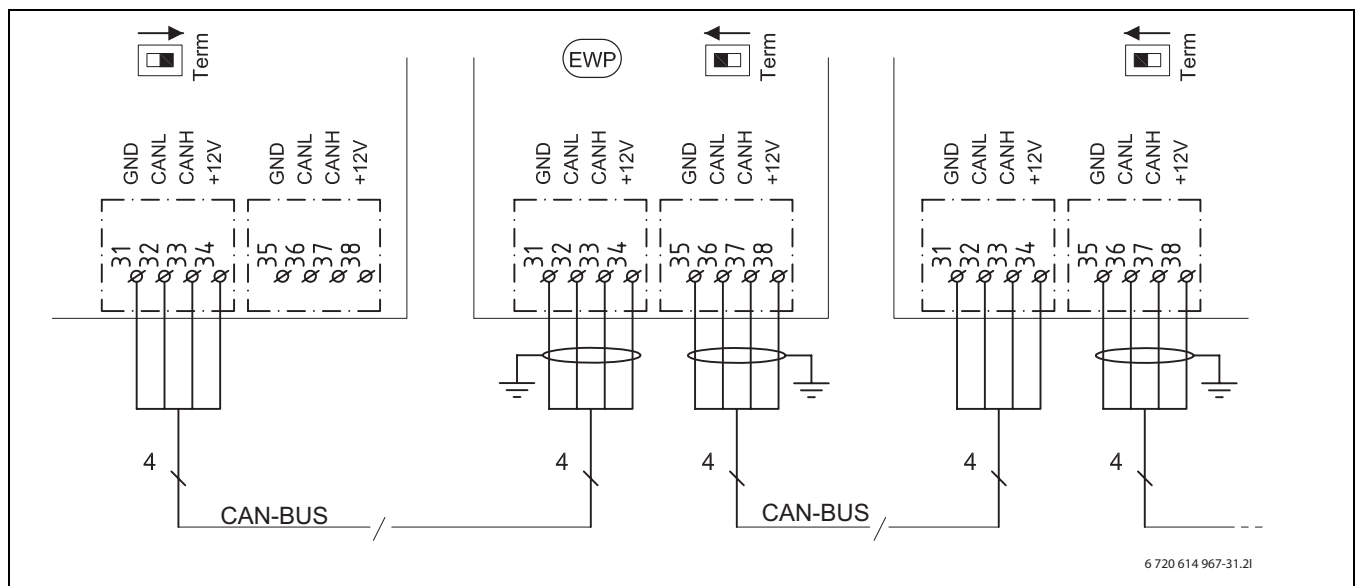 Term
EWP
Term
Term
GND CANL CANH +12V
GND CANL CANH +12V
GND CANL CANH +12V
GND CANL CANH +12V
GND CANL CANH +12V
GND CANL CANH +12V
31 32 33 34
35 36 37 38
31 32 33 34
35 36 37 38
31 32 33 34
35 36 37 38
4
4
4
4
4
CAN-BUS
CAN-BUS
6 720 614 967-31.2I